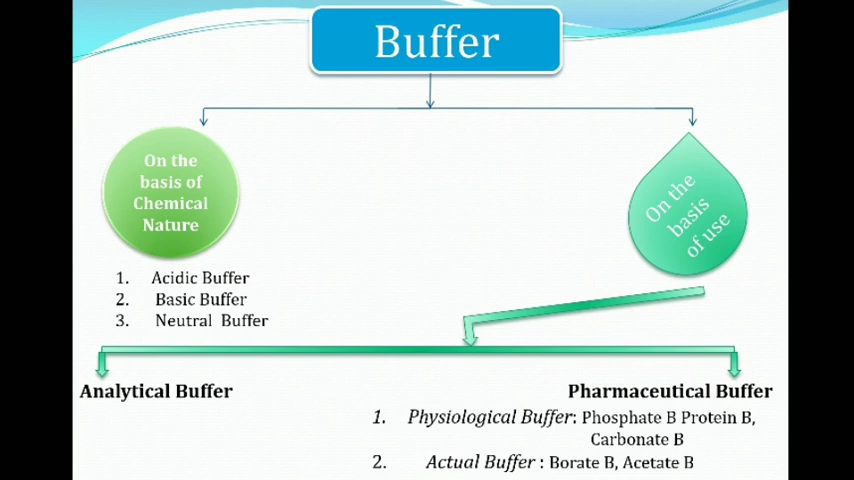 Buffer
On the
basis of
Chemical
Nature
On the
basis
of use
1. Acidic Buffer
2. Basic Buffer
3. Neutral Buffer
Analytical Buffer
Pharmaceutical Buffer
1. Physiological Buffer: Phosphate B Protein B,
Carbonate B
2. Actual Buffer : Borate B, Acetate B